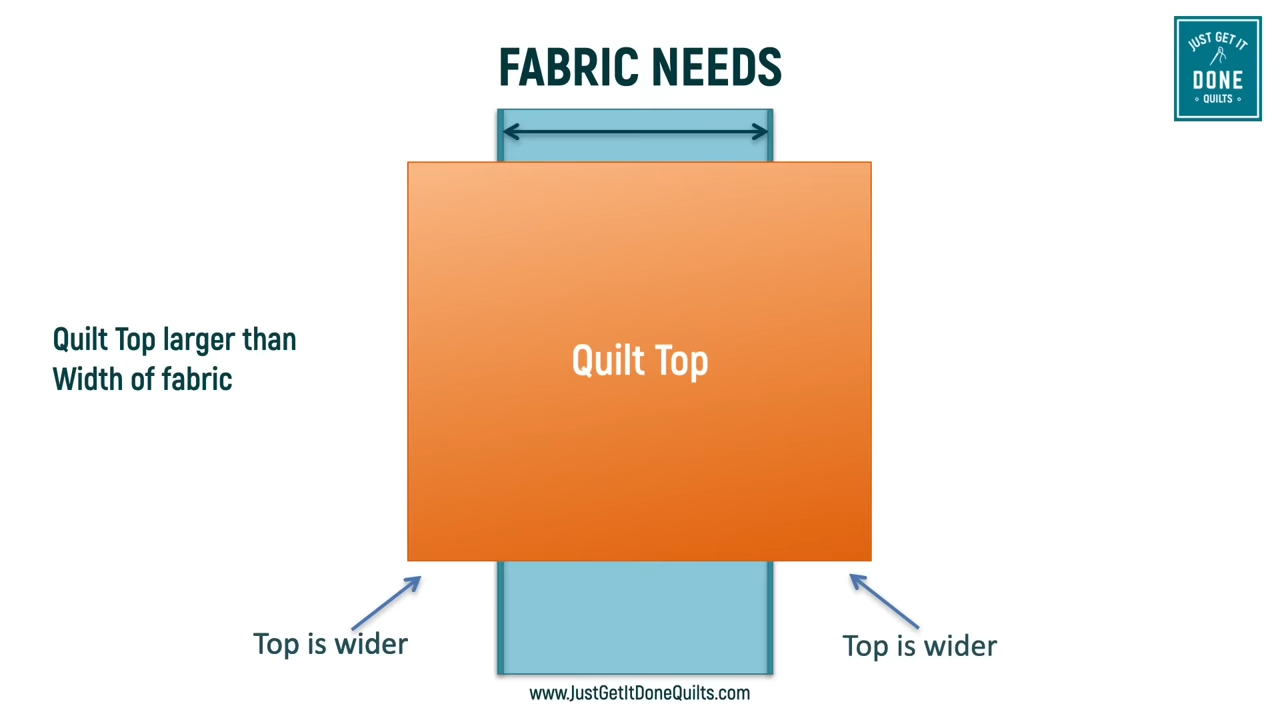 FABRIC NEEDS
JUST GET IT
DONE
QUILTS
Quilt Top larger than
Width of fabric
Quilt Top
Top is wider
Top is wider
www.JustGetItDoneQuilts.com